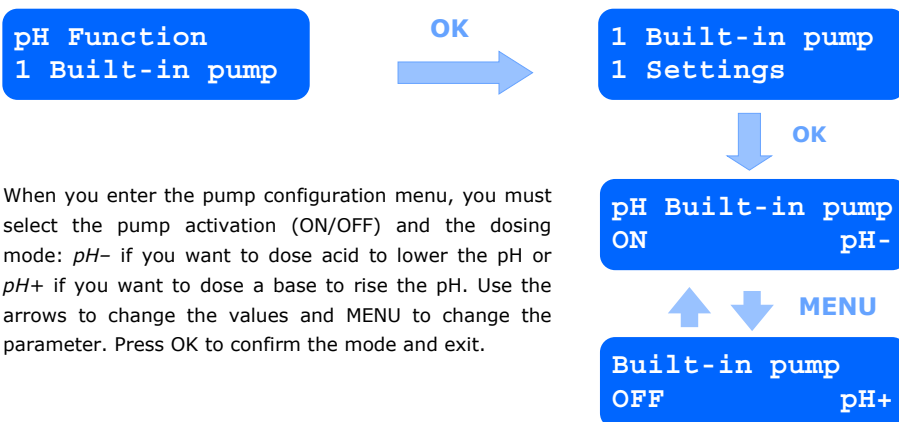 pH Function
1 Built-in pump
OK
1 Built-in pump
1 Settings
OK
When you enter the pump configuration menu, you must
select the pump activation (ON/OFF) and the dosing
mode: pH– if you want to dose acid to lower the pH or
pH+ if you want to dose a base to rise the pH. Use the
arrows to change the values and MENU to change the
parameter. Press OK to confirm the mode and exit.
pH Built-in pump
ON pH-
MENU
Built-in pump
OFF pH+